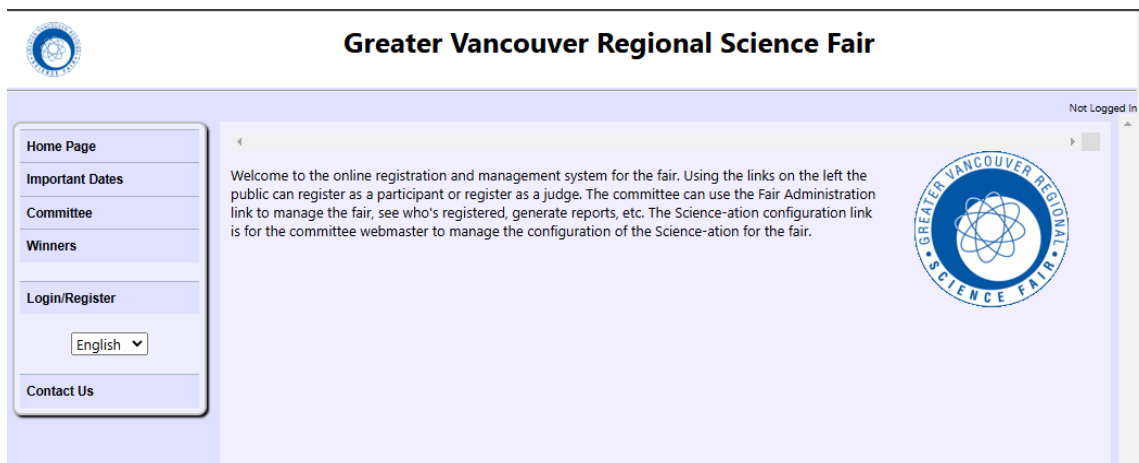 Greater Vancouver Regional Science Fair
Not Logged In
Home Page
Important Dates
Committee
Winners
Login/Register
English
Contact Us
Welcome to the online registration and management system for the fair. Using the links on the left the
public can register as a participant or register as a judge. The committee can use the Fair Administration
link to manage the fair, see who's registered, generate reports, etc. The Science-ation configuration link
is for the committee webmaster to manage the configuration of the Science-ation for the fair.
GREATER VANCOUVER REGIONAL
SCIENCE FAIR